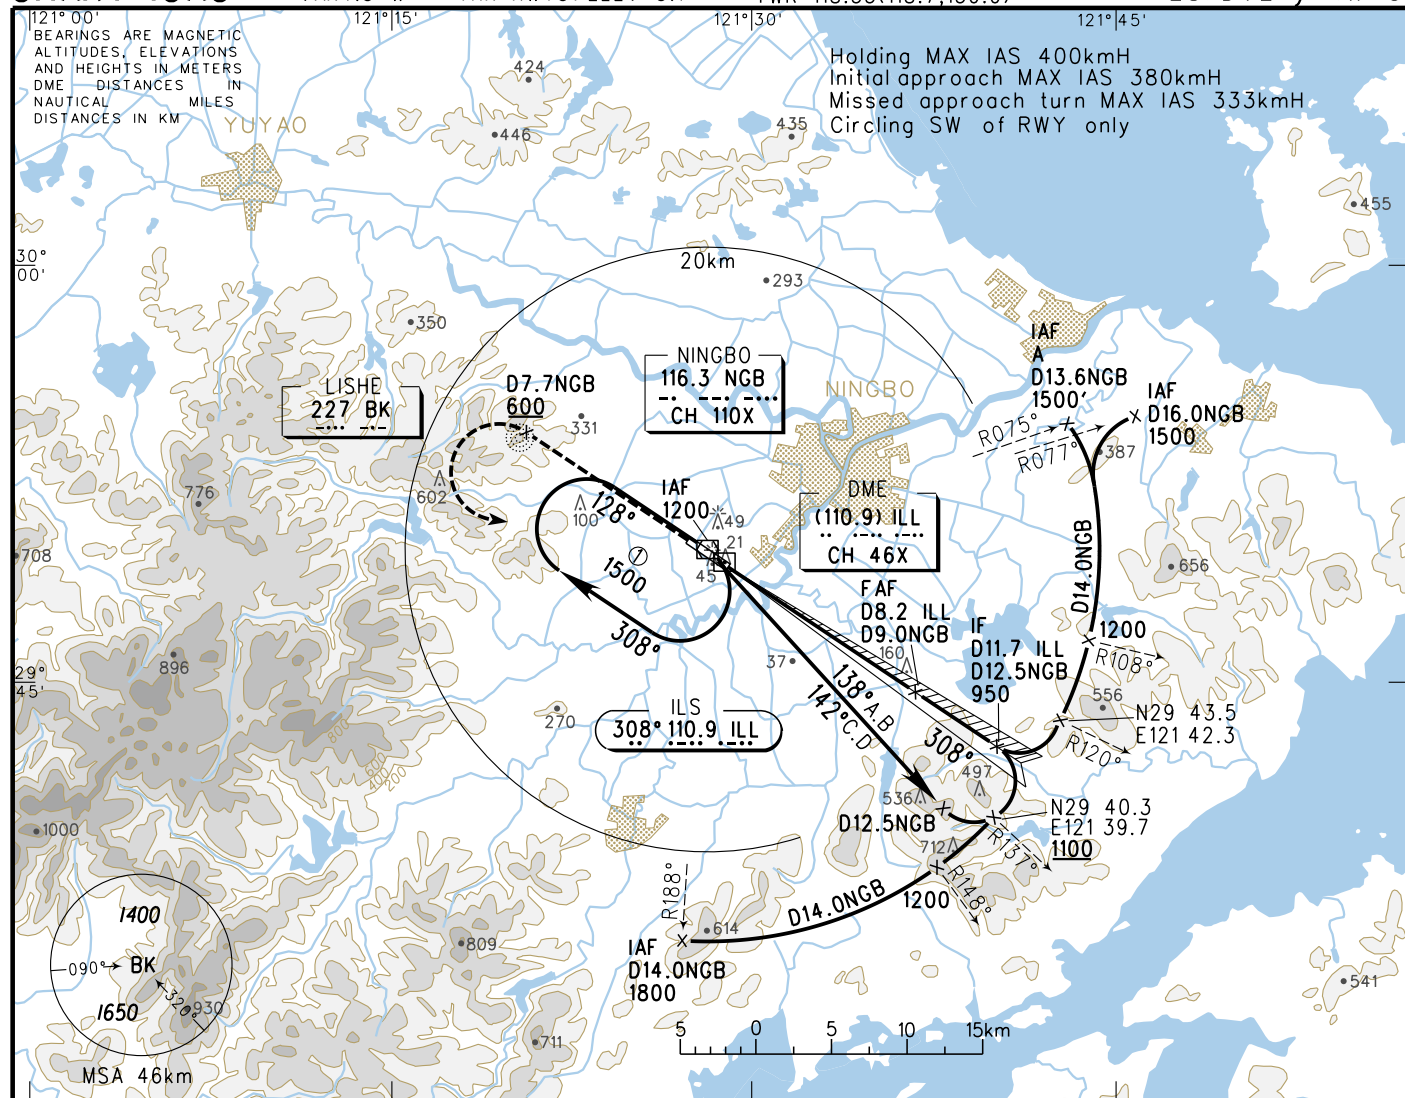 121°00'
121°15'
121°30'
121°45'
BEARINGS ARE MAGNETIC
ALTITUDES, ELEVATIONS
AND HEIGHTS IN METERS
DME DISTANCES IN
NAUTICAL MILES
DISTANCES IN KM
Holding MAX IAS 400kmH
Initial approach MAX IAS 380kmH
Missed approach turn MAX IAS 333kmH
Circling SW of RWY only
YUYAO
424
446
435
455
30°
00'
20km
293
350
IAF
A
D13.6NGB
1500'
IAF
D16.0NGB
1500
R075°
R077°
387
NINGBO
116.3 NGB
CH 110X
NINGBO
LISHE
227 BK
D7.7NGB
600
331
602
776
708
100
128°
IAF
1200
49
21
45
1
1500
308°
DME
(110.9) ILL
CH 46X
D14.0NGB
656
FAF
D8.2 ILL
D9.0NGB
160
IF
D11.7 ILL
D12.5NGB
950
1200
R108°
896
29°
45'
37
138°A.B
142°C.D
308°
556
N29 43.5
E121 42.3
R120°
270
ILS
308° 110.9 ILL
800
600
400
200
497
536
D12.5NGB
N29 40.3
E121 39.7
1100
R137°
712
R148°
1200
1000
R188°
D14.0NGB
614
IAF
D14.0NGB
1800
809
541
1400
090°
BK
1650
320°
930
MSA 46km
711
5 0 5 10 15km